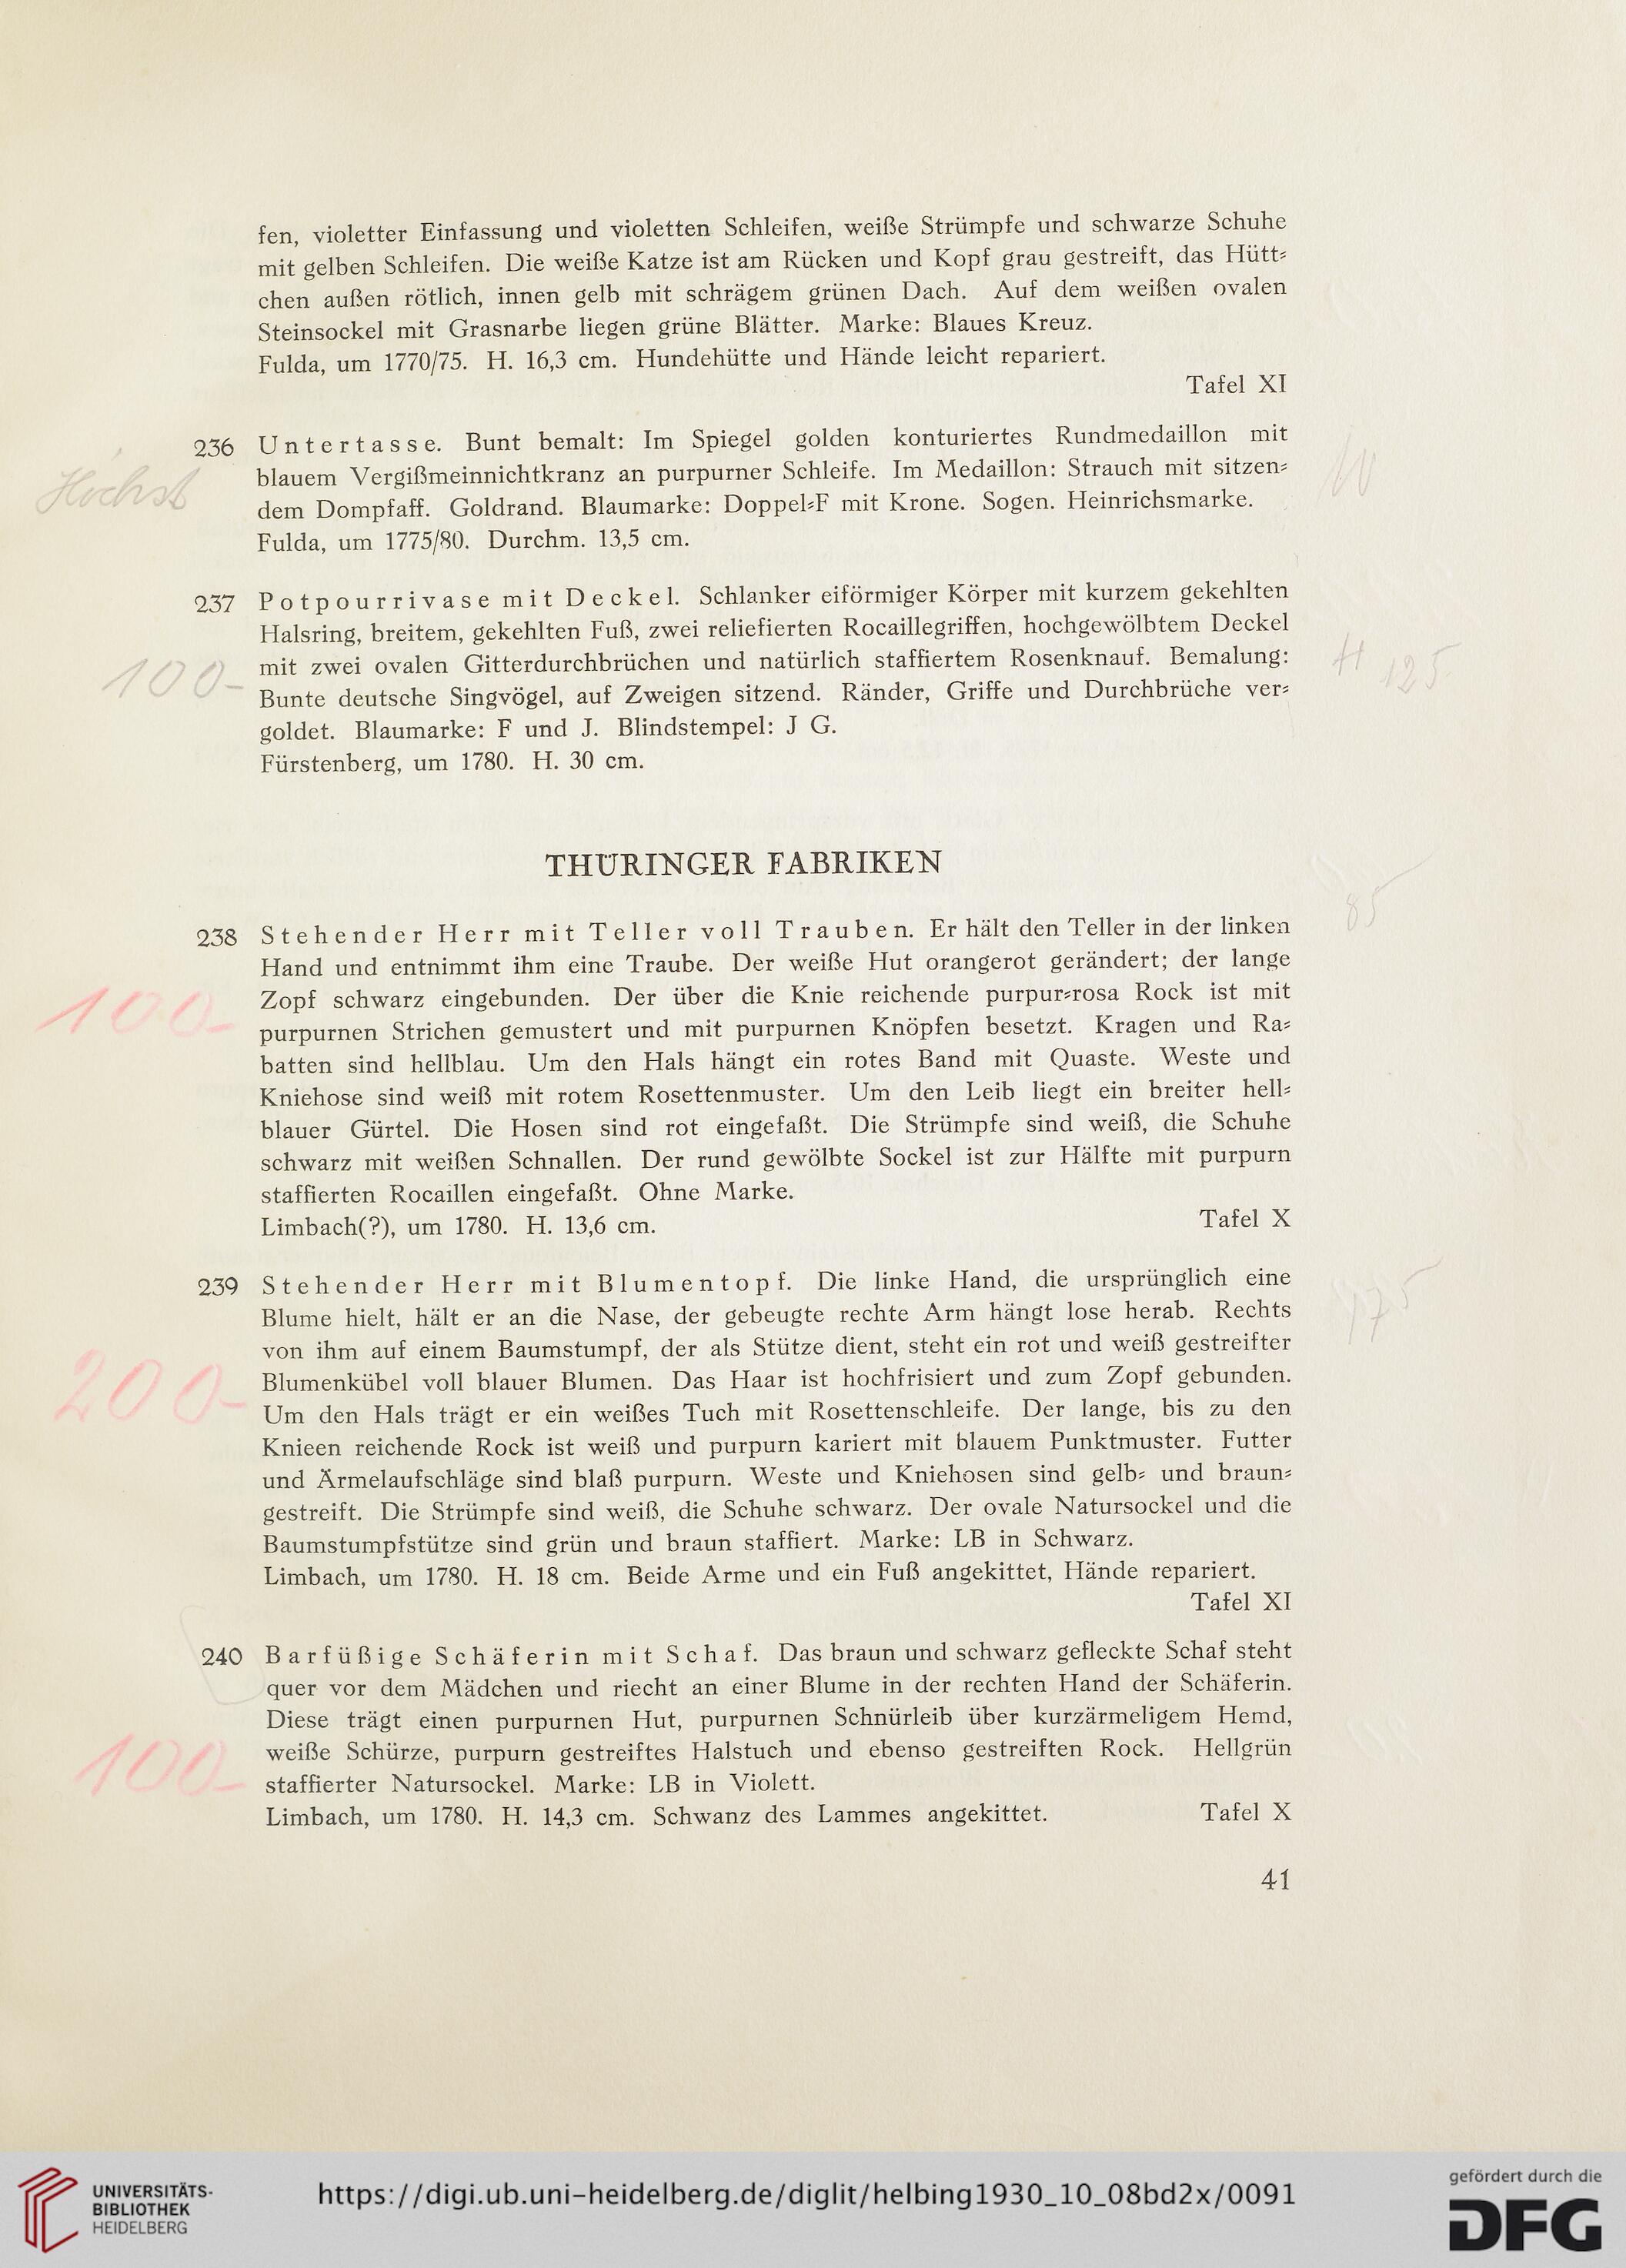 fen, violetter Einfassung und violetten Schleifen, weiße Strümpfe und schwarze Schuhe
mit gelben Schleifen. Die weiße Katze ist am Rücken und Kopf grau gestreift, das Hütt⸗
chen außen rötlich, innen gelb mit schrägem grünen Dach. Auf dem weißen ovalen
Steinsockel mit Grasnarbe liegen grüne Blätter. Marke: Blaues Kreuz.
Fulda, um 1770/75. H. 16,3 cm. Hundehütte und Hände leicht repariert.
Tafel XI
236 Untertasse. Bunt bemalt: Im Spiegel golden konturiertes Rundmedaillon mit
blauem Vergißmeinnichtkranz an purpurner Schleife. Im Medaillon: Strauch mit sitzen⸗
Höchst
dem Dompfaff. Goldrand. Blaumarke: Doppel⸗F mit Krone. Sogen. Heinrichsmarke.
Fulda, um 1775/80. Durchm. 13,5 cm.
237 Potpourrivase mit Deckel. Schlanker eiförmiger Körper mit kurzem gekehlten
Halsring, breitem, gekehlten Fuß, zwei reliefierten Rocaillegriffen, hochgewölbtem Deckel
mit zwei ovalen Gitterdurchbrüchen und natürlich staffiertem Rosenknauf. Bemalung:
100- 125
Bunte deutsche Singvögel, auf Zweigen sitzend. Ränder, Griffe und Durchbrüche ver⸗
goldet. Blaumarke: F und J. Blindstempel: J G.
Fürstenberg, um 1780. H. 30 cm.
THÜRINGER FABRIKEN
85
238 Stehender Herr mit Teller voll Trauben. Er hält den Teller in der linken
Hand und entnimmt ihm eine Traube. Der weiße Hut orangerot gerändert; der lange
Zopf schwarz eingebunden. Der über die Knie reichende purpur⸗rosa Rock ist mit
100-
purpurnen Strichen gemustert und mit purpurnen Knöpfen besetzt. Kragen und Ra⸗
batten sind hellblau. Um den Hals hängt ein rotes Band mit Quaste. Weste und
Kniehose sind weiß mit rotem Rosettenmuster. Um den Leib liegt ein breiter hell⸗
blauer Gürtel. Die Hosen sind rot eingefaßt. Die Strümpfe sind weiß, die Schuhe
schwarz mit weißen Schnallen. Der rund gewölbte Sockel ist zur Hälfte mit purpurn
staffierten Rocaillen eingefaßt. Ohne Marke.
Limbach(?), um 1780. H. 13,6 cm. Tafel X
239 Stehender Herr mit Blumentopf. Die linke Hand, die ursprünglich eine
Blume hielt, hält er an die Nase, der gebeugte rechte Arm hängt lose herab. Rechts
von ihm auf einem Baumstumpf, der als Stütze dient, steht ein rot und weiß gestreifter
Blumenkübel voll blauer Blumen. Das Haar ist hochfrisiert und zum Zopf gebunden.
200-
Um den Hals trägt er ein weißes Tuch mit Rosettenschleife. Der lange, bis zu den
Knieen reichende Rock ist weiß und purpurn kariert mit blauem Punktmuster. Futter
und Ärmelaufschläge sind blaß purpurn. Weste und Kniehosen sind gelb⸗ und braun⸗
gestreift. Die Strümpfe sind weiß, die Schuhe schwarz. Der ovale Natursockel und die
Baumstumpfstütze sind grün und braun staffiert. Marke: LB in Schwarz.
Limbach, um 1780. H. 18 cm. Beide Arme und ein Fuß angekittet, Hände repariert.
Tafel XI
240 Barfüßige Schäferin mit Schaf. Das braun und schwarz gefleckte Schaf steht
quer vor dem Mädchen und riecht an einer Blume in der rechten Hand der Schäferin.
Diese trägt einen purpurnen Hut, purpurnen Schnürleib über kurzärmeligem Hemd,
weiße Schürze, purpurn gestreiftes Halstuch und ebenso gestreiften Rock. Hellgrün
100-
staffierter Natursockel. Marke: LB in Violett.
Limbach, um 1780. H. 14,3 cm. Schwanz des Lammes angekittet. Tafel X
41
UNIVERSITÄTS-
BIBLIOTHEK
HEIDELBERG
https://digi.ub.uni-heidelberg.de/diglit/helbing1930_10_08bd2x/0091
gefördert durch die
DFG